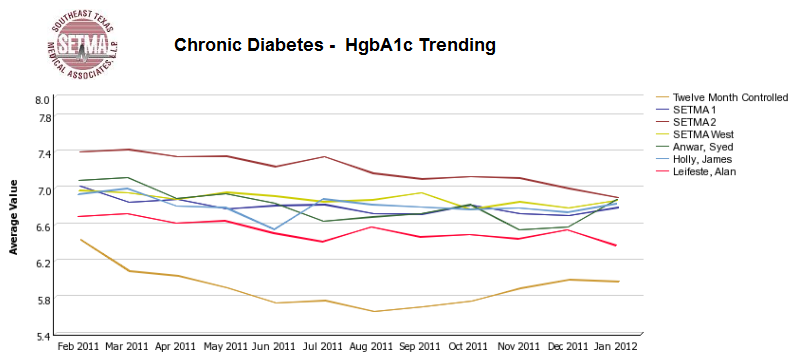 SOUTHEAST TEXAS
SETMA
MEDICAL ASSOCIATES, L.L.P.
Chronic Diabetes - HgbA1c Trending
8.0
7.8
7.4
7.0
6.6
6.2
5.8
5.4
Average Value
Feb 2011 Mar 2011 Apr 2011 May 2011 Jun 2011 Jul 2011 Aug 2011 Sep 2011 Oct 2011 Nov 2011 Dec 2011 Jan 2012
Twelve Month Controlled
SETMA 1
SETMA 2
SETMA West
Anwar, Syed
Holly, James
Leifeste, Alan